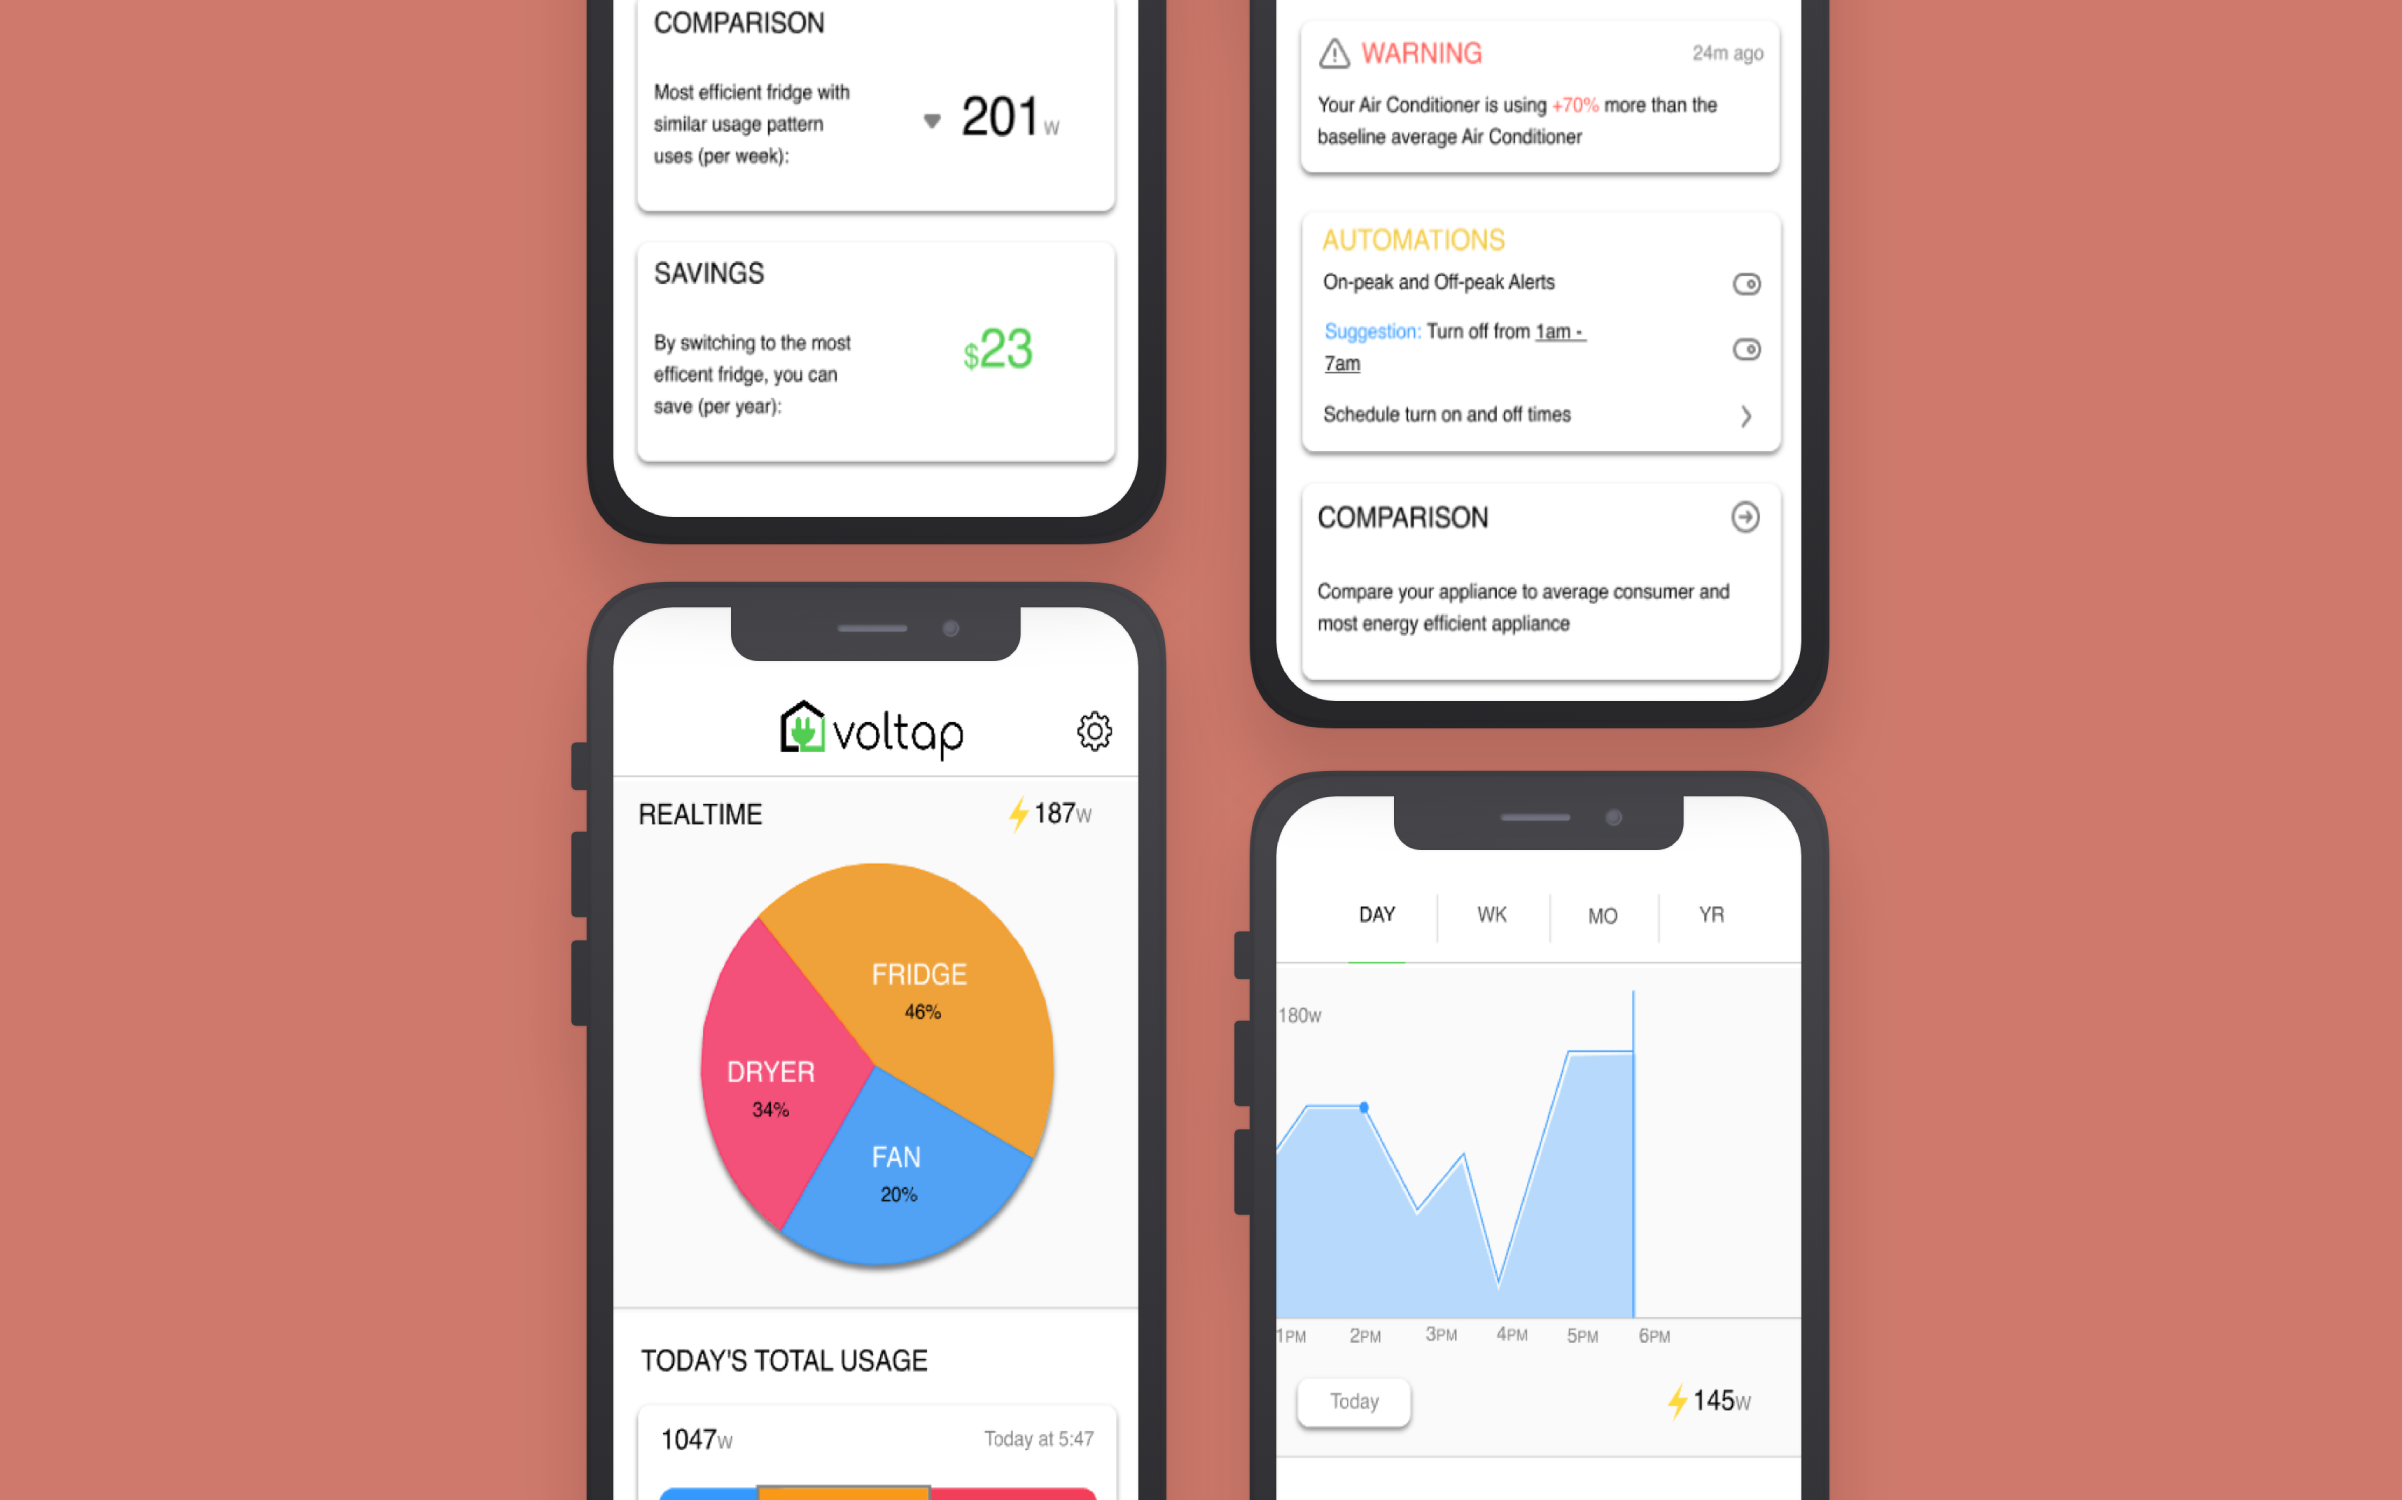 COMPARISON
Most efficient fridge with
similar usage pattern
uses (per week):
201W
SAVINGS
By switching to the most
efficent fridge, you can
save (per year):
$23
voltap
REALTIME
187W
FRIDGE
46%
DRYER
34%
FAN
20%
TODAY'S TOTAL USAGE
1047W
Today at 5:47
WARNING
24m ago
Your Air Conditioner is using +70% more than the
baseline average Air Conditioner
AUTOMATIONS
On-peak and Off-peak Alerts
Suggestion: Turn off from 1am -
7am
Schedule turn on and off times
COMPARISON
Compare your appliance to average consumer and
most energy efficient appliance
DAY WK MO YR
180W
1PM 2PM 3PM 4PM 5PM 6PM
Today
145W